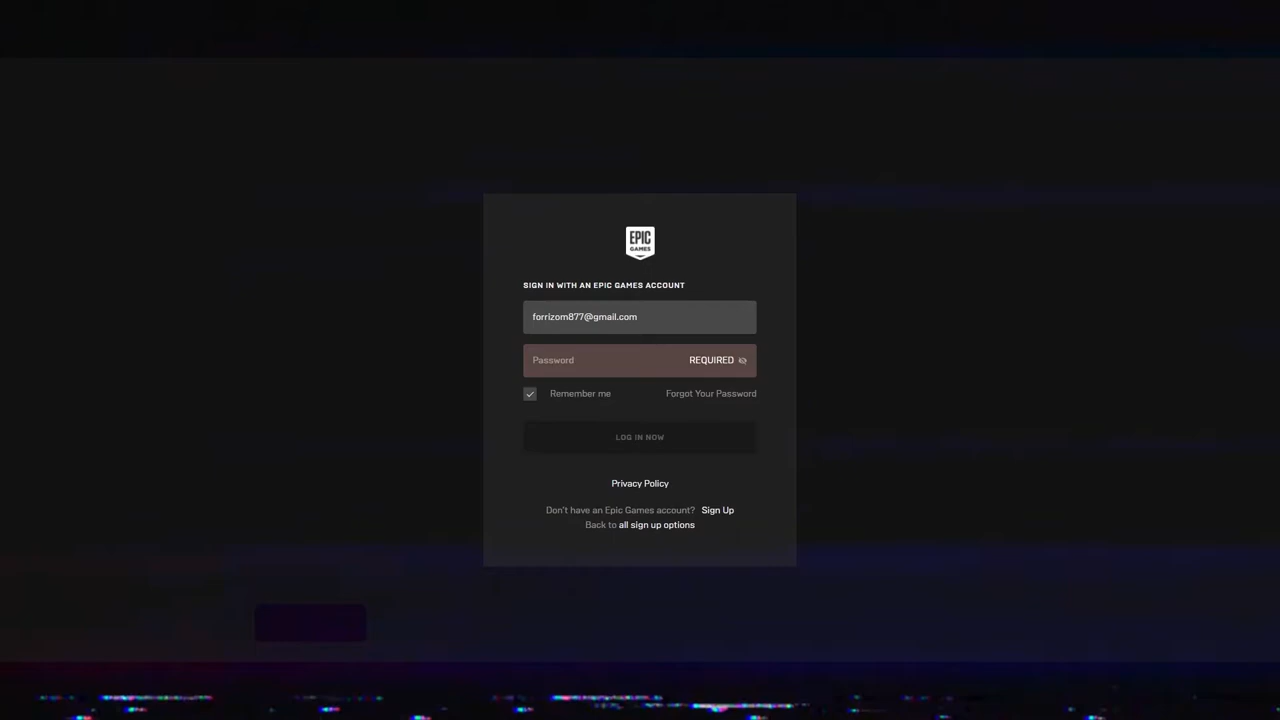 EPIC
GAMES
SIGN IN WITH AN EPIC GAMES ACCOUNT
forrizom877@gmail.com
Password REQUIRED
Remember me Forgot Your Password
LOG IN NOW
Privacy Policy
Don't have an Epic Games account? Sign Up
Back to all sign up options